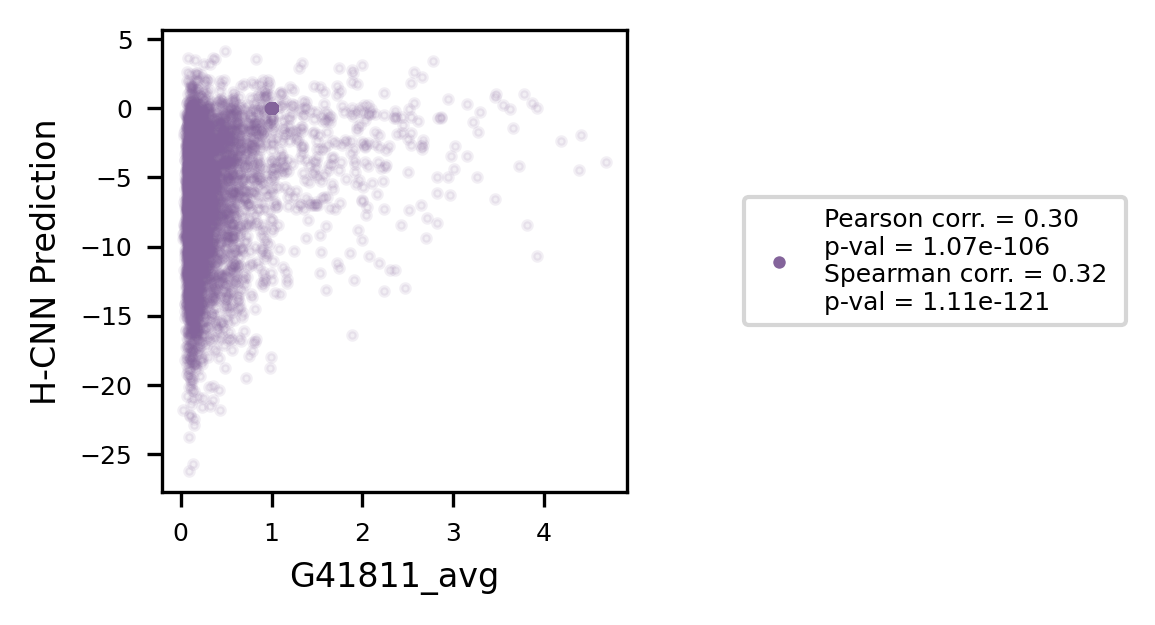 5
0
−5
−10
−15
−20
−25
H-CNN Prediction
0 1 2 3 4
G41811_avg
Pearson corr. = 0.30
p-val = 1.07e-106
Spearman corr. = 0.32
p-val = 1.11e-121